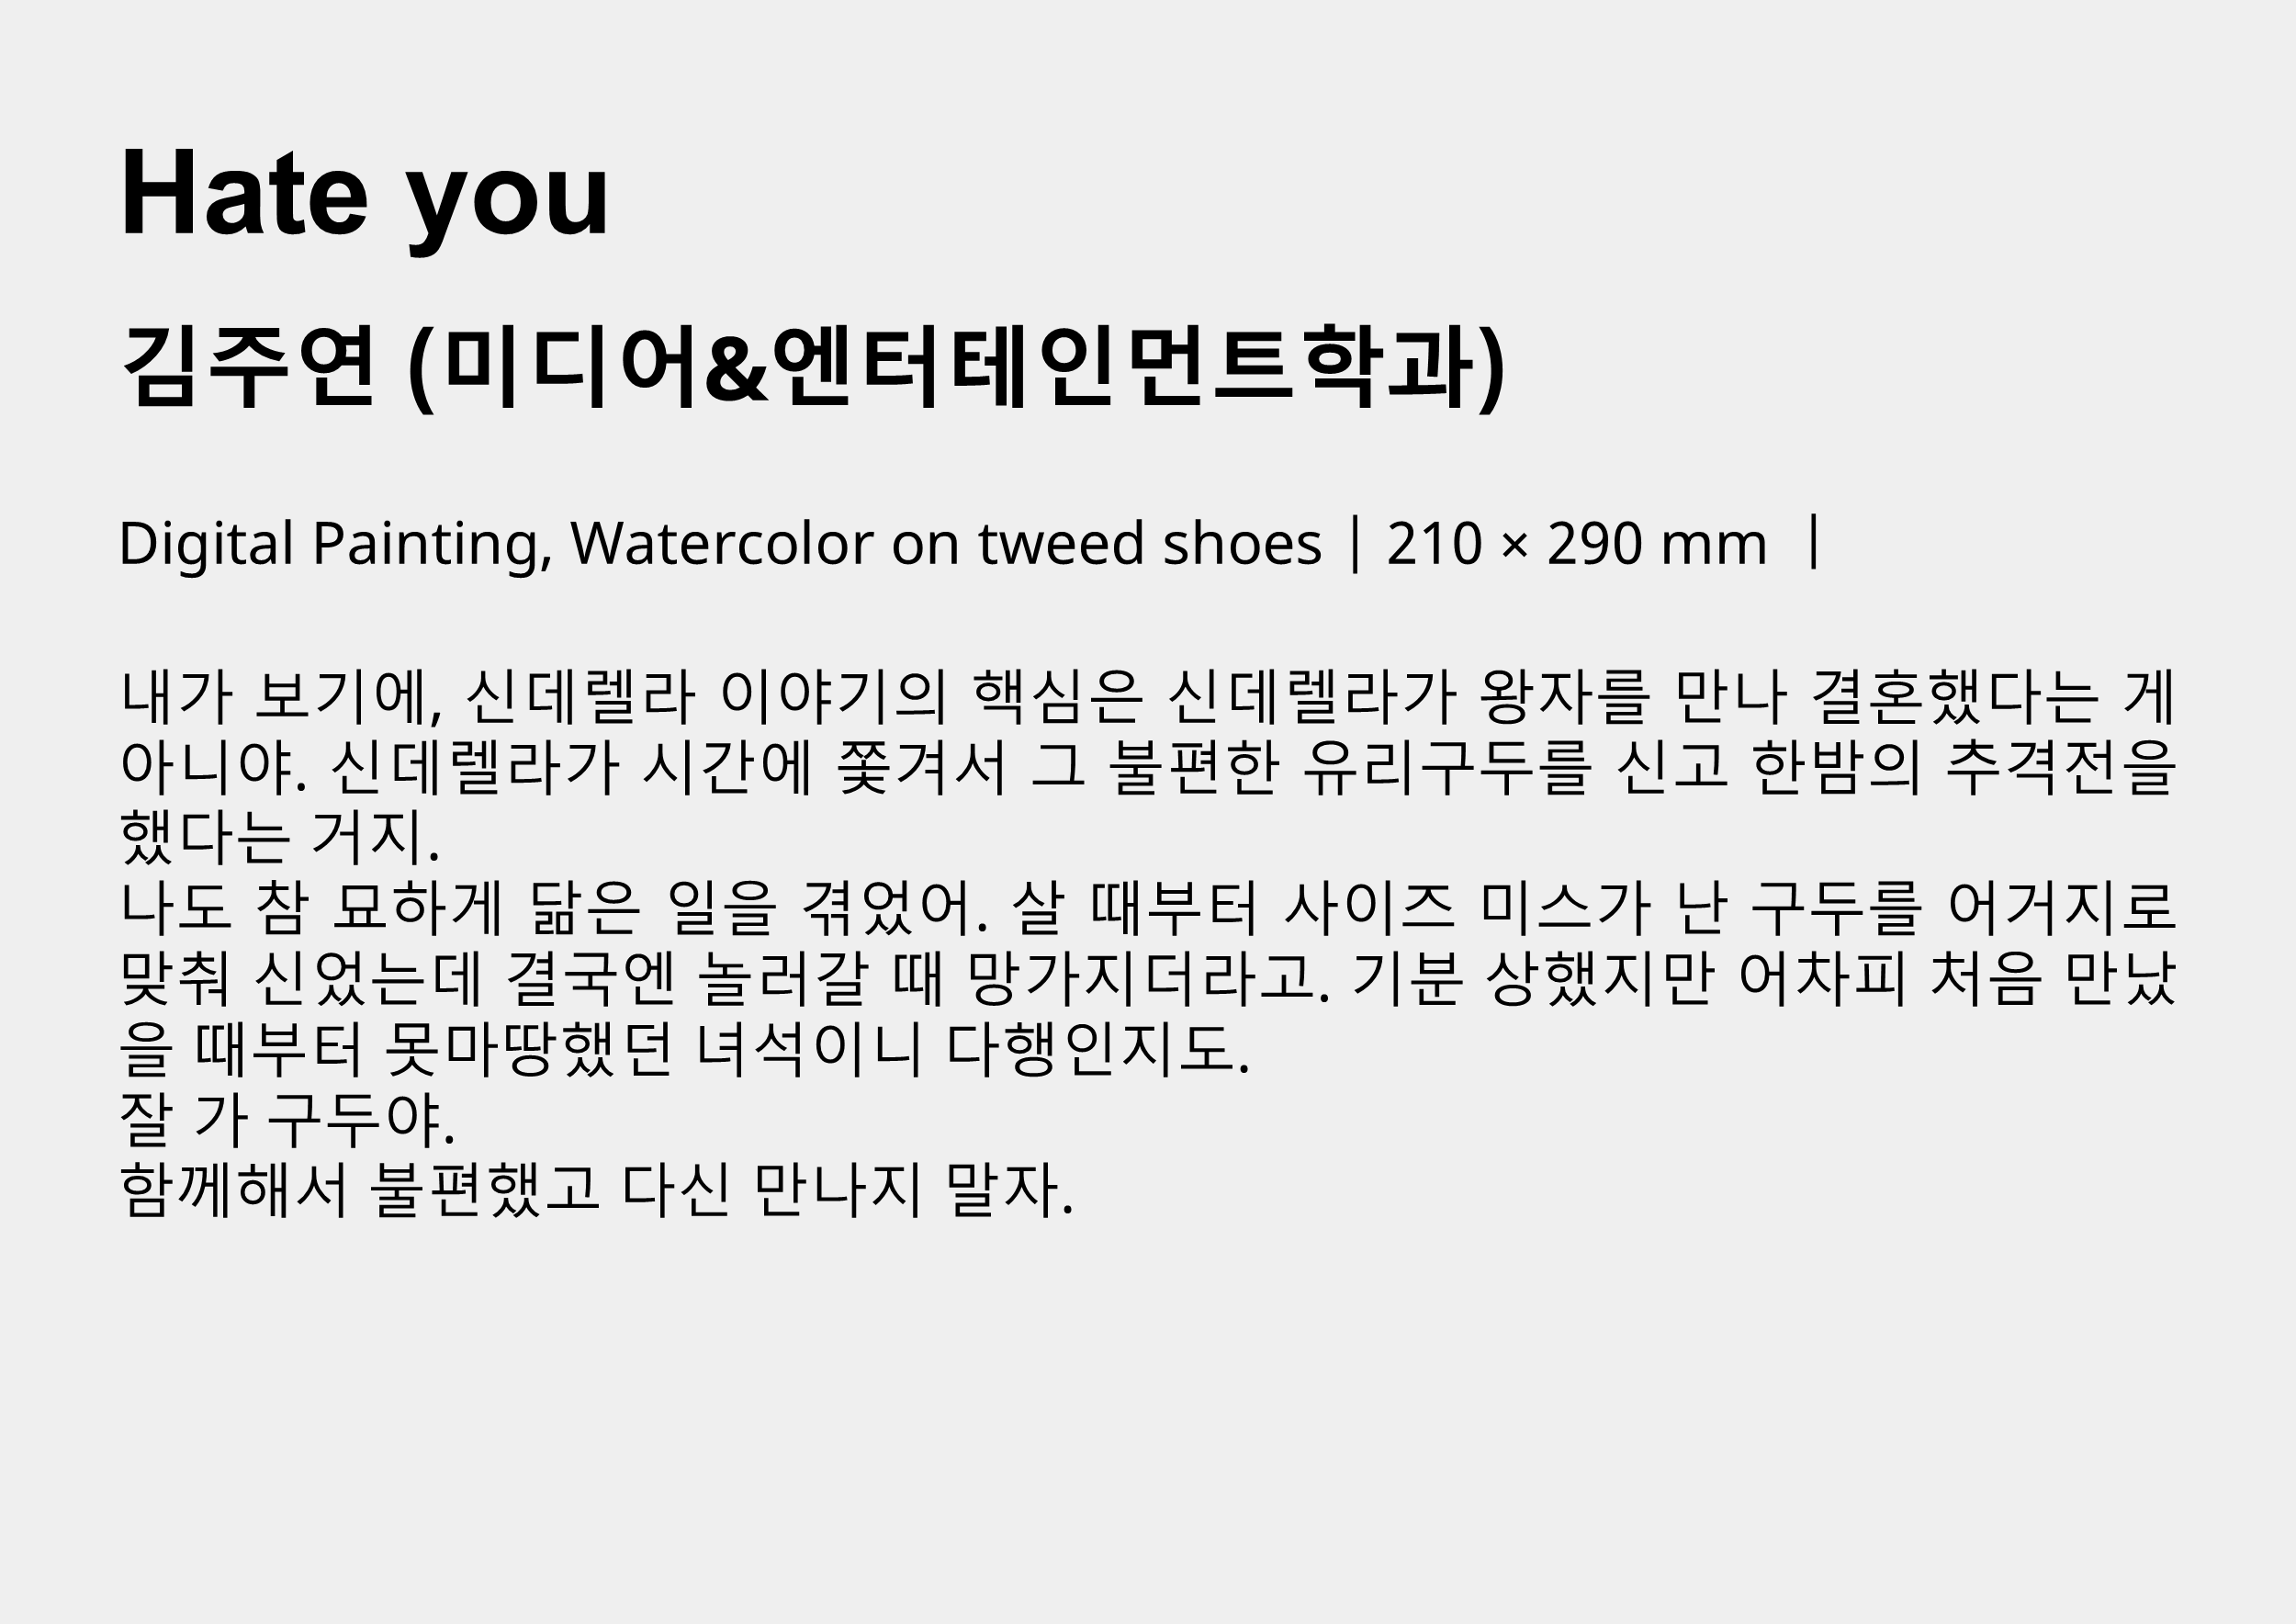 Hate you
김주연 (미디어&엔터테인먼트학과)
Digital Painting, Watercolor on tweed shoes | 210 × 290 mm |
내가 보기에, 신데렐라 이야기의 핵심은 신데렐라가 왕자를 만나 결혼했다는 게
아니야. 신데렐라가 시간에 쫓겨서 그 불편한 유리구두를 신고 한밤의 추격전을
했다는 거지.
나도 참 묘하게 닮은 일을 겪었어. 살 때부터 사이즈 미스가 난 구두를 어거지로
맞춰 신었는데 결국엔 놀러갈 때 망가지더라고. 기분 상했지만 어차피 처음 만났
을 때부터 못마땅했던 녀석이니 다행인지도.
잘 가 구두야.
함께해서 불편했고 다신 만나지 말자.